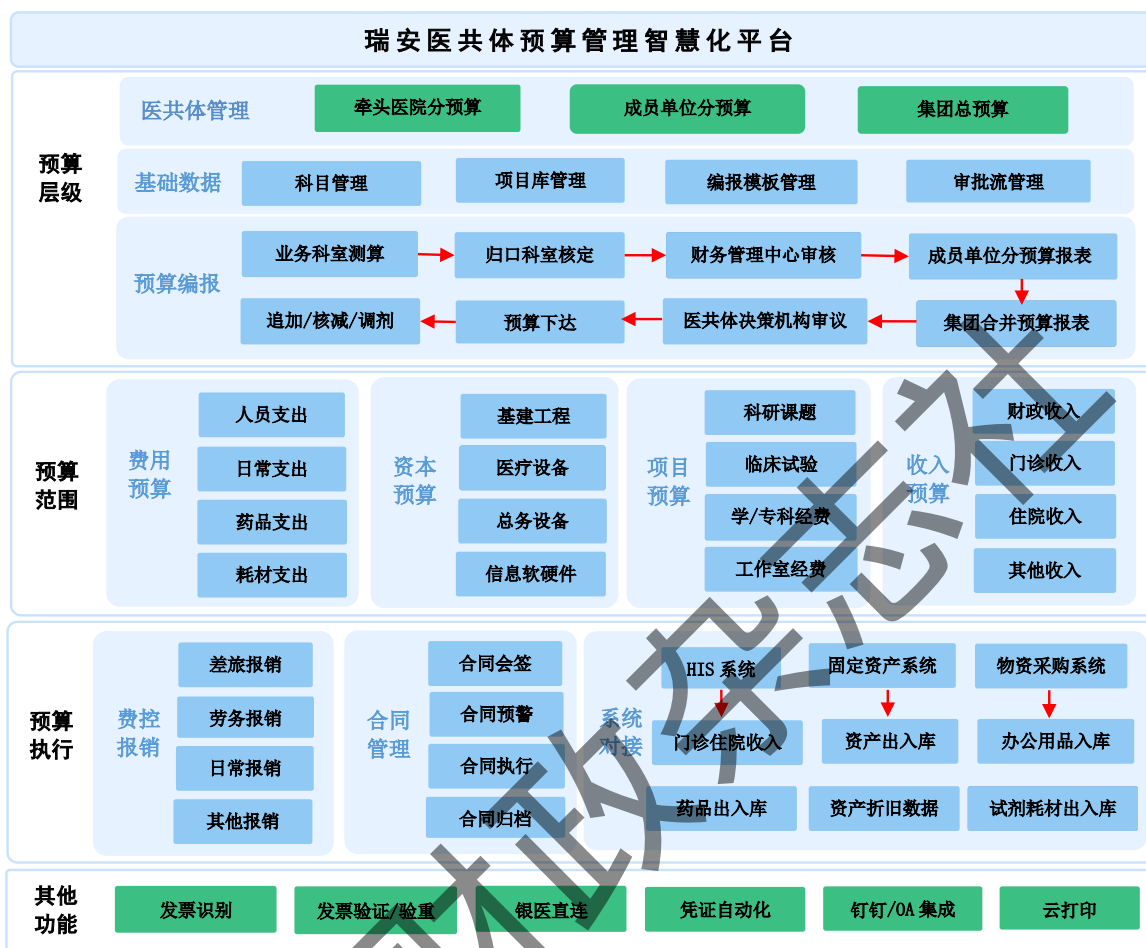 瑞安医共体预算管理智慧化平台
预算
层级
医共体管理
牵头医院分预算
成员单位分预算
集团总预算
基础数据
科目管理
项目库管理
编报模板管理
审批流管理
预算编报
业务科室测算
归口科室核定
财务管理中心审核
成员单位分预算报表
追加/核减/调剂
预算下达
医共体决策机构审议
集团合并预算报表
预算
范围
费用
预算
人员支出
日常支出
药品支出
耗材支出
资本
预算
基建工程
医疗设备
总务设备
信息软硬件
项目
预算
科研课题
临床试验
学/专科经费
工作室经费
收入
预算
财政收入
门诊收入
住院收入
其他收入
预算
执行
费控
报销
差旅报销
劳务报销
日常报销
其他报销
合同
管理
合同会签
合同预警
合同执行
合同归档
系统
对接
HIS 系统
固定资产系统
物资采购系统
门诊住院收入
资产出入库
办公用品入库
药品出入库
资产折旧数据
试剂耗材出入库
其他
功能
发票识别
发票验证/验重
银医直连
凭证自动化
钉钉/OA 集成
云打印
财政杂志社